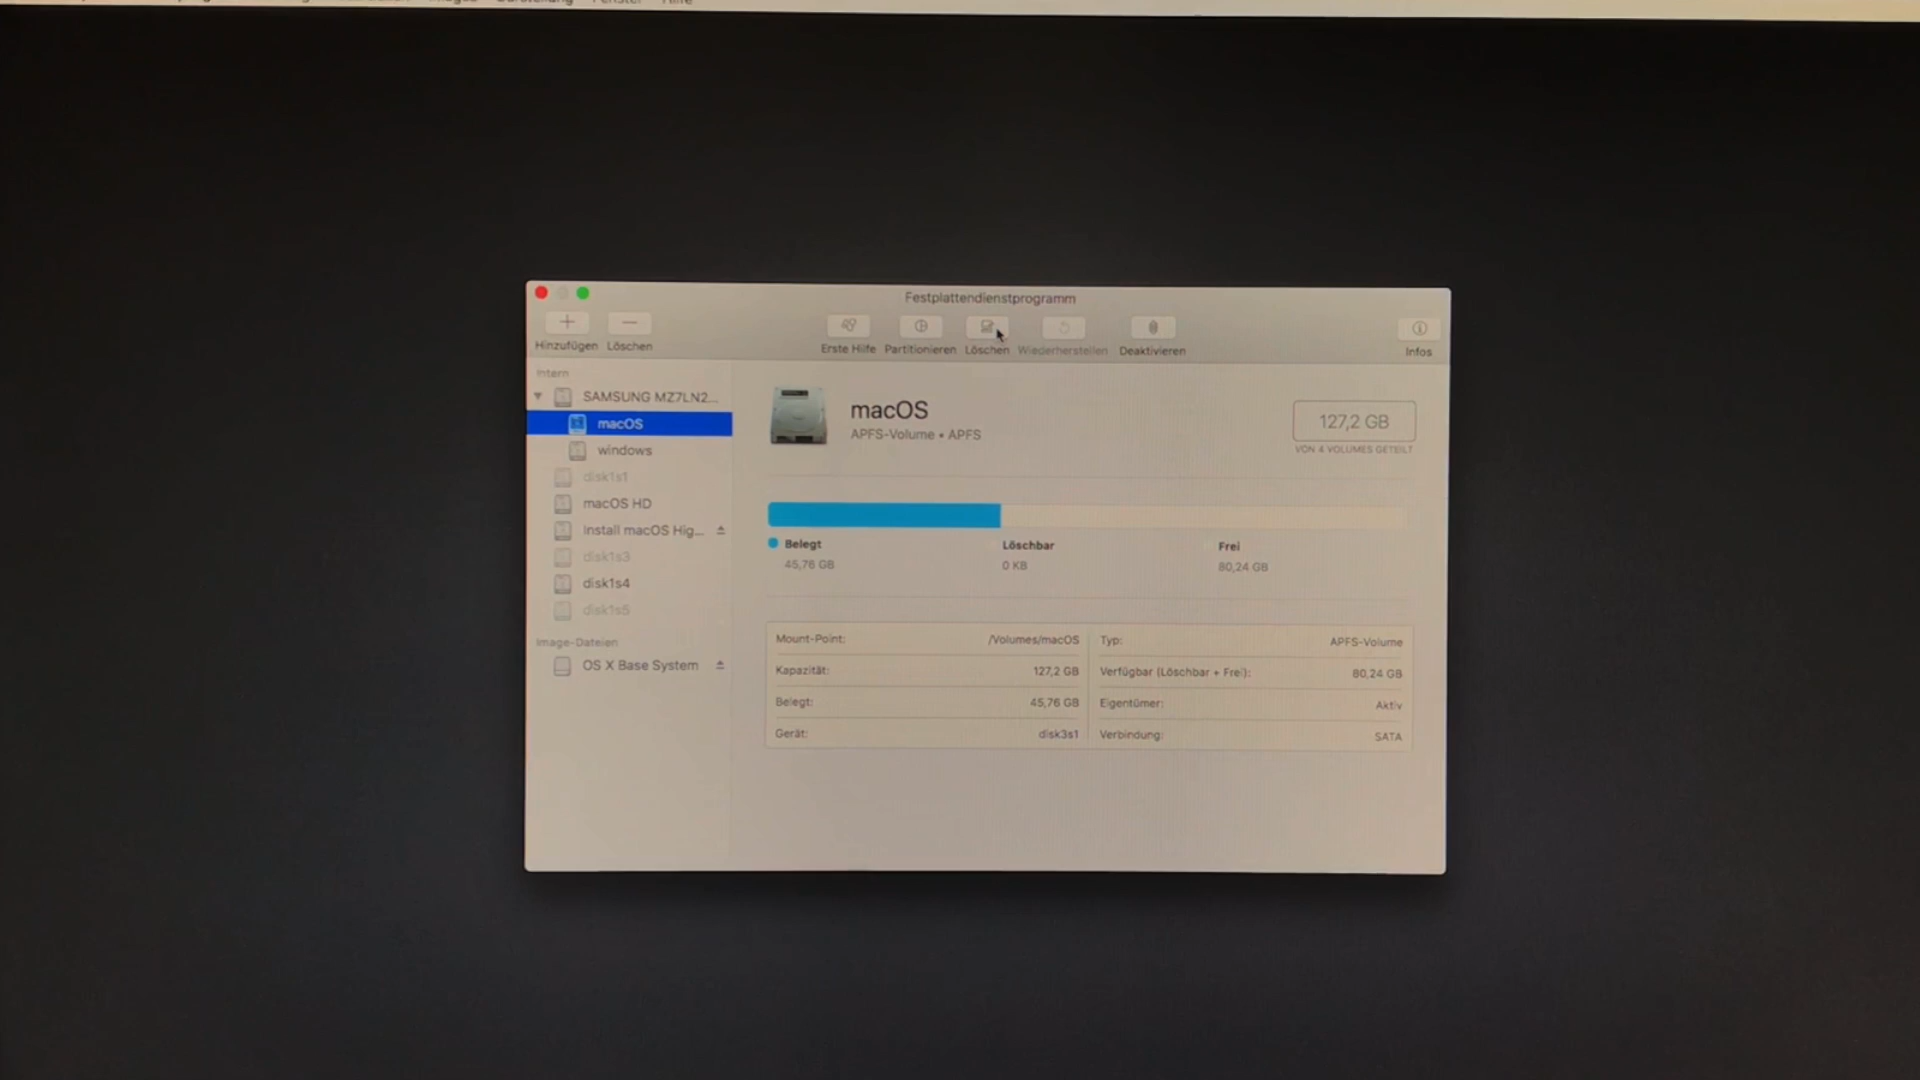 Fenster Hilfe
Festplattendienstprogramm
Hinzufügen Löschen
Erste Hilfe Partitionieren Löschen Wiederherstellen Deaktivieren
Infos
Intern
SAMSUNG MZ7LN2...
macOS
windows
disk1s1
macOS HD
Install macOS Hig...
disk1s3
disk1s4
disk1s5
Image-Dateien
OS X Base System
macOS
APFS-Volume • APFS
127,2 GB
VON 4 VOLUMES GETEILT
Belegt
45,76 GB
Löschbar
0 KB
Frei
80,24 GB
Mount-Point: /Volumes/macOS
Kapazität: 127,2 GB
Belegt: 45,76 GB
Gerät: disk3s1
Typ: APFS-Volume
Verfügbar (Löschbar + Frei): 80,24 GB
Eigentümer: Aktiv
Verbindung: SATA